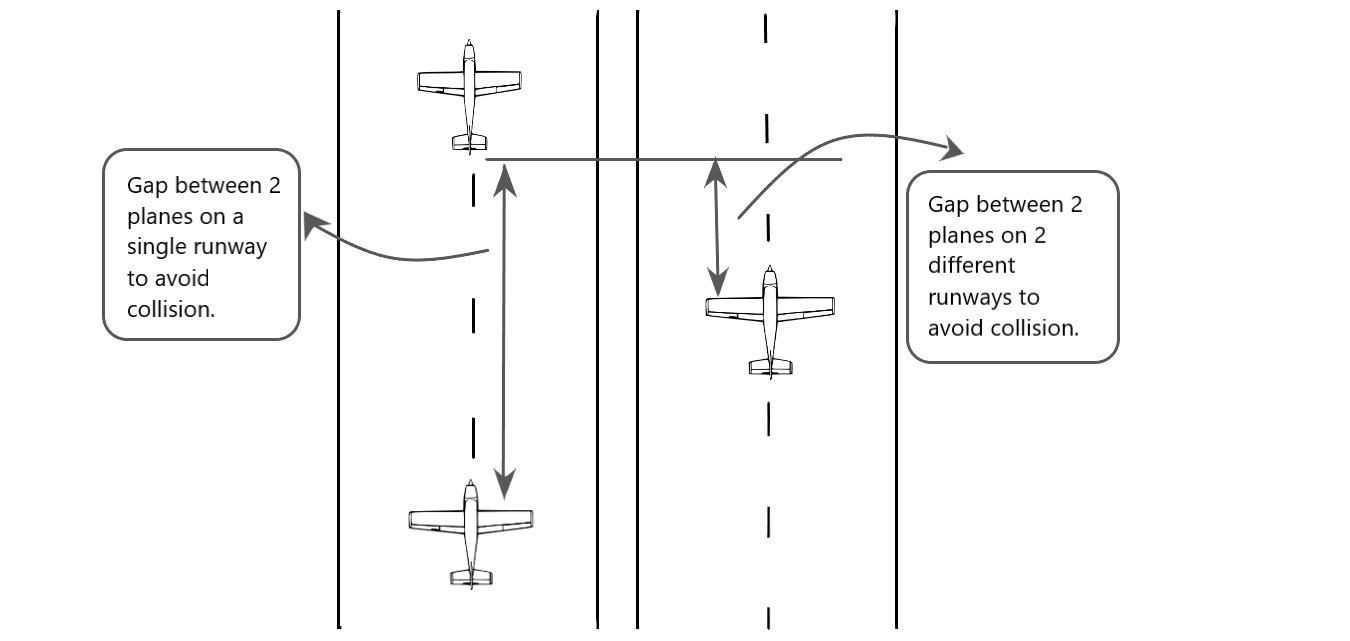 Gap between 2
planes on a
single runway
to avoid
collision.
Gap between 2
planes on 2
different
runways to
avoid collision.